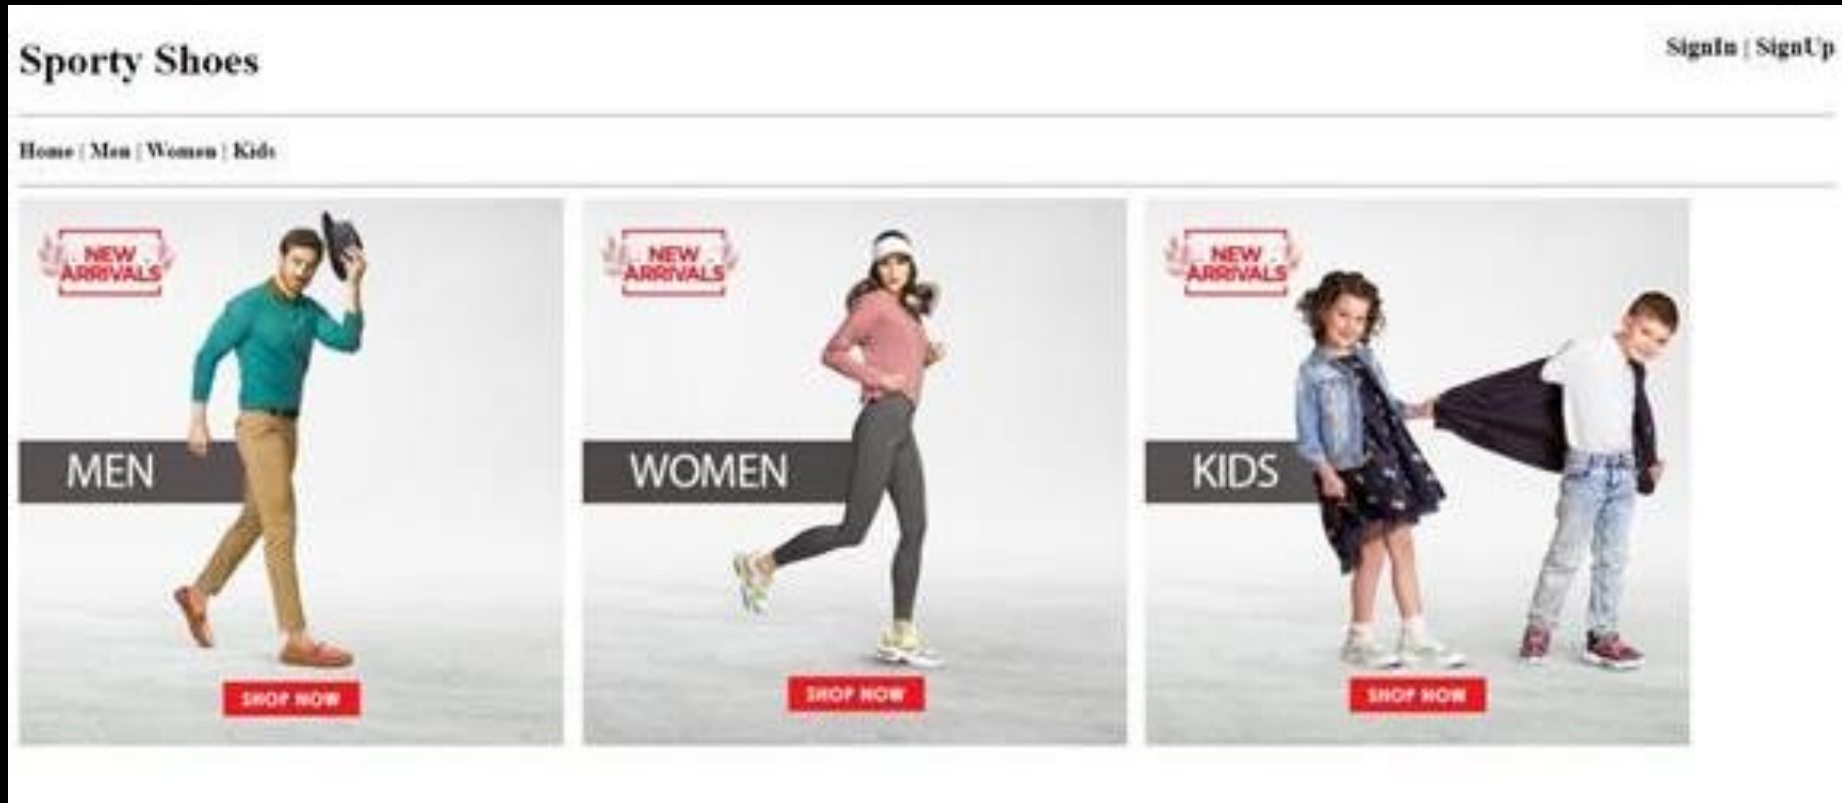 Sporty Shoes
SignIn | SignUp
Home | Men | Women | Kids
NEW
ARRIVALS
MEN
SHOP NOW
NEW
ARRIVALS
WOMEN
SHOP NOW
NEW
ARRIVALS
KIDS
SHOP NOW